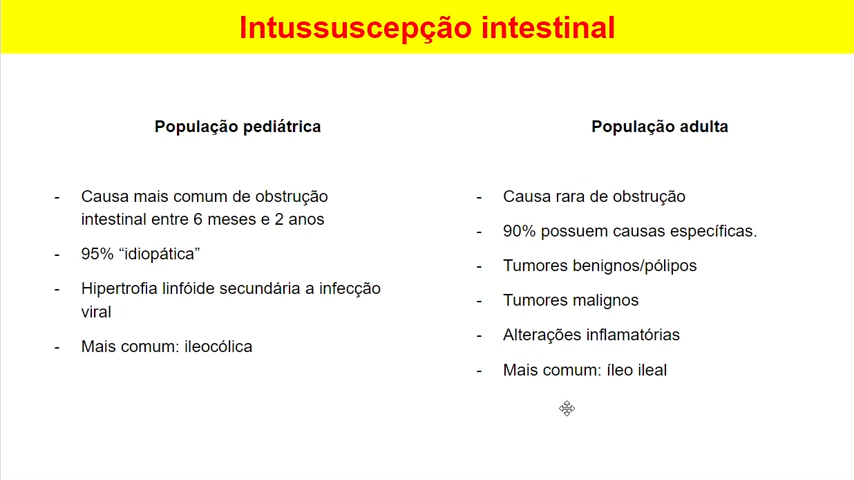 Intussuscepção intestinal
População pediátrica
- Causa mais comum de obstrução
intestinal entre 6 meses e 2 anos
- 95% “idiopática”
- Hipertrofia linfóide secundária a infecção
viral
- Mais comum: ileocólica
População adulta
- Causa rara de obstrução
- 90% possuem causas específicas.
- Tumores benignos/pólipos
- Tumores malignos
- Alterações inflamatórias
- Mais comum: íleo ileal